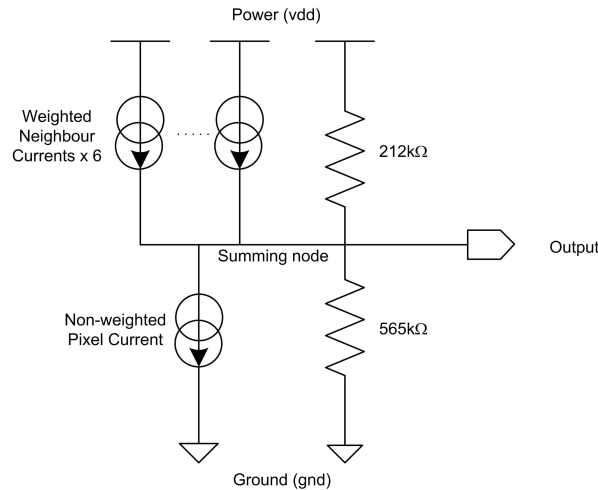 Power (vdd)
Weighted
Neighbour
Currents x 6
212kΩ
Summing node
Output
Non-weighted
Pixel Current
565kΩ
Ground (gnd)